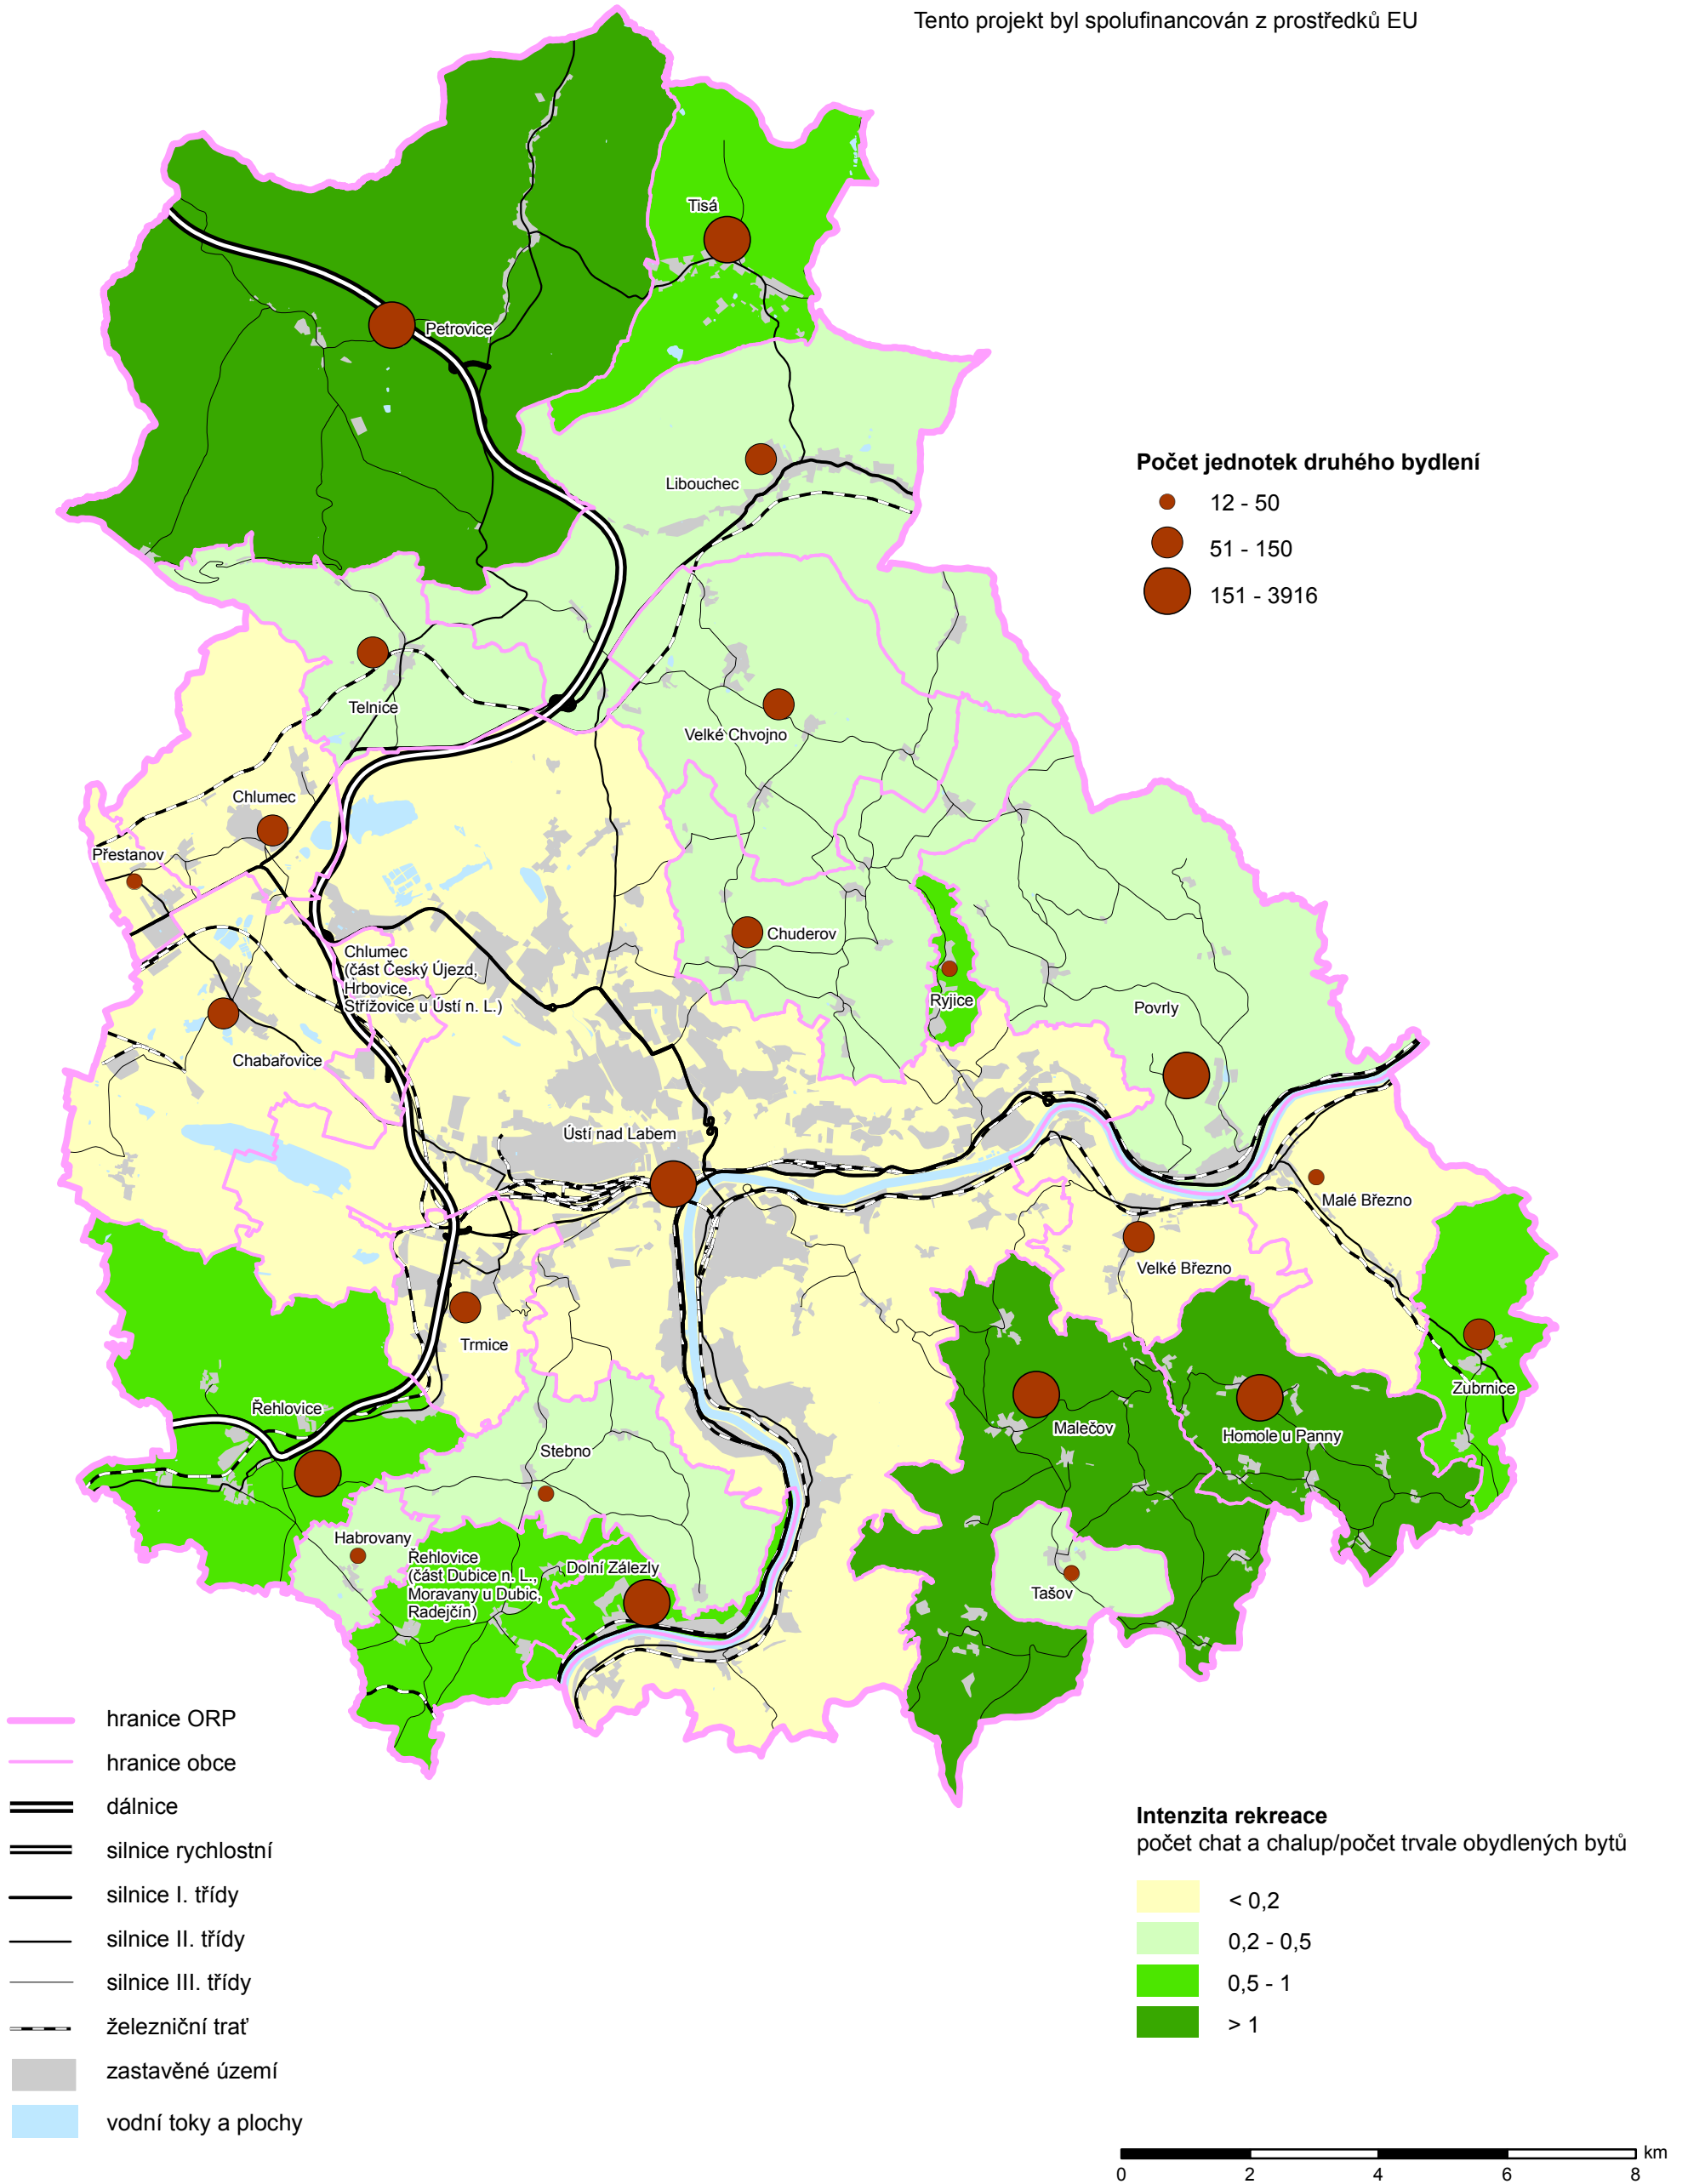 Tento projekt byl spolufinancován z prostředků EU
Tisá
Petrovice
Libouchec
Počet jednotek druhého bydlení
12 - 50
51 - 150
151 - 3916
Telnice
Velké Chvojno
Chlumec
Přestanov
Chuderov
Chlumec
(část Český Újezd,
Hrbovice,
Střížovice u Ústí n. L.)
Ryjice
Povrly
Chabařovice
Ústí nad Labem
Malé Březno
Velké Březno
Trmice
Zubrnice
Řehlovice
Malečov
Homole u Panny
Stebno
Habrovany
Řehlovice
(část Dubice n. L.,
Moravany u Dubic,
Radejčín)
Dolní Zálezly
Tašov
hranice ORP
hranice obce
dálnice
silnice rychlostní
silnice I. třídy
silnice II. třídy
silnice III. třídy
železniční trať
zastavěné území
vodní toky a plochy
Intenzita rekreace
počet chat a chalup/počet trvale obydlených bytů
< 0,2
0,2 - 0,5
0,5 - 1
> 1
km
0 2 4 6 8